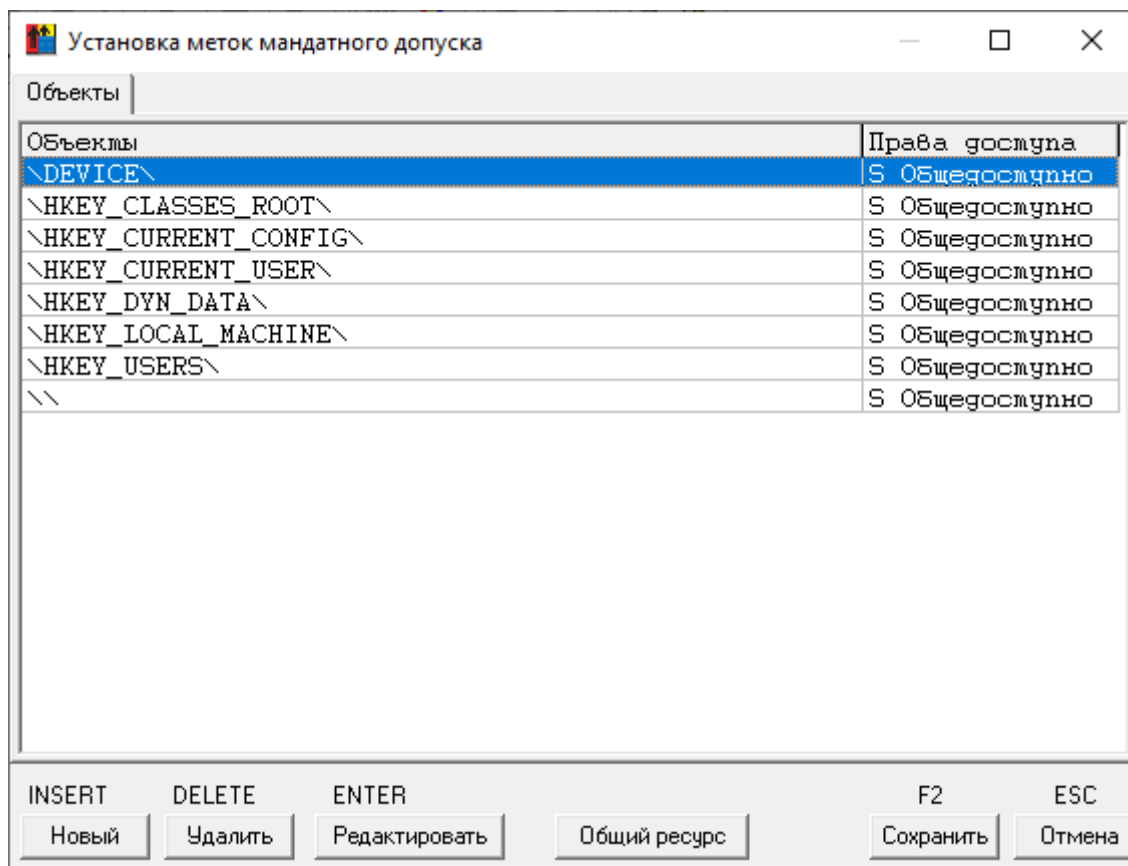 Установка меток мандатного допуска
Объекты
Объекты Права доступа
\DEVICE\ S Общедоступно
\HKEY_CLASSES_ROOT\ S Общедоступно
\HKEY_CURRENT_CONFIG\ S Общедоступно
\HKEY_CURRENT_USER\ S Общедоступно
\HKEY_DYN_DATA\ S Общедоступно
\HKEY_LOCAL_MACHINE\ S Общедоступно
\HKEY_USERS\ S Общедоступно
\\ S Общедоступно
INSERT DELETE ENTER F2 ESC
Новый Удалить Редактировать Общий ресурс Сохранить Отмена